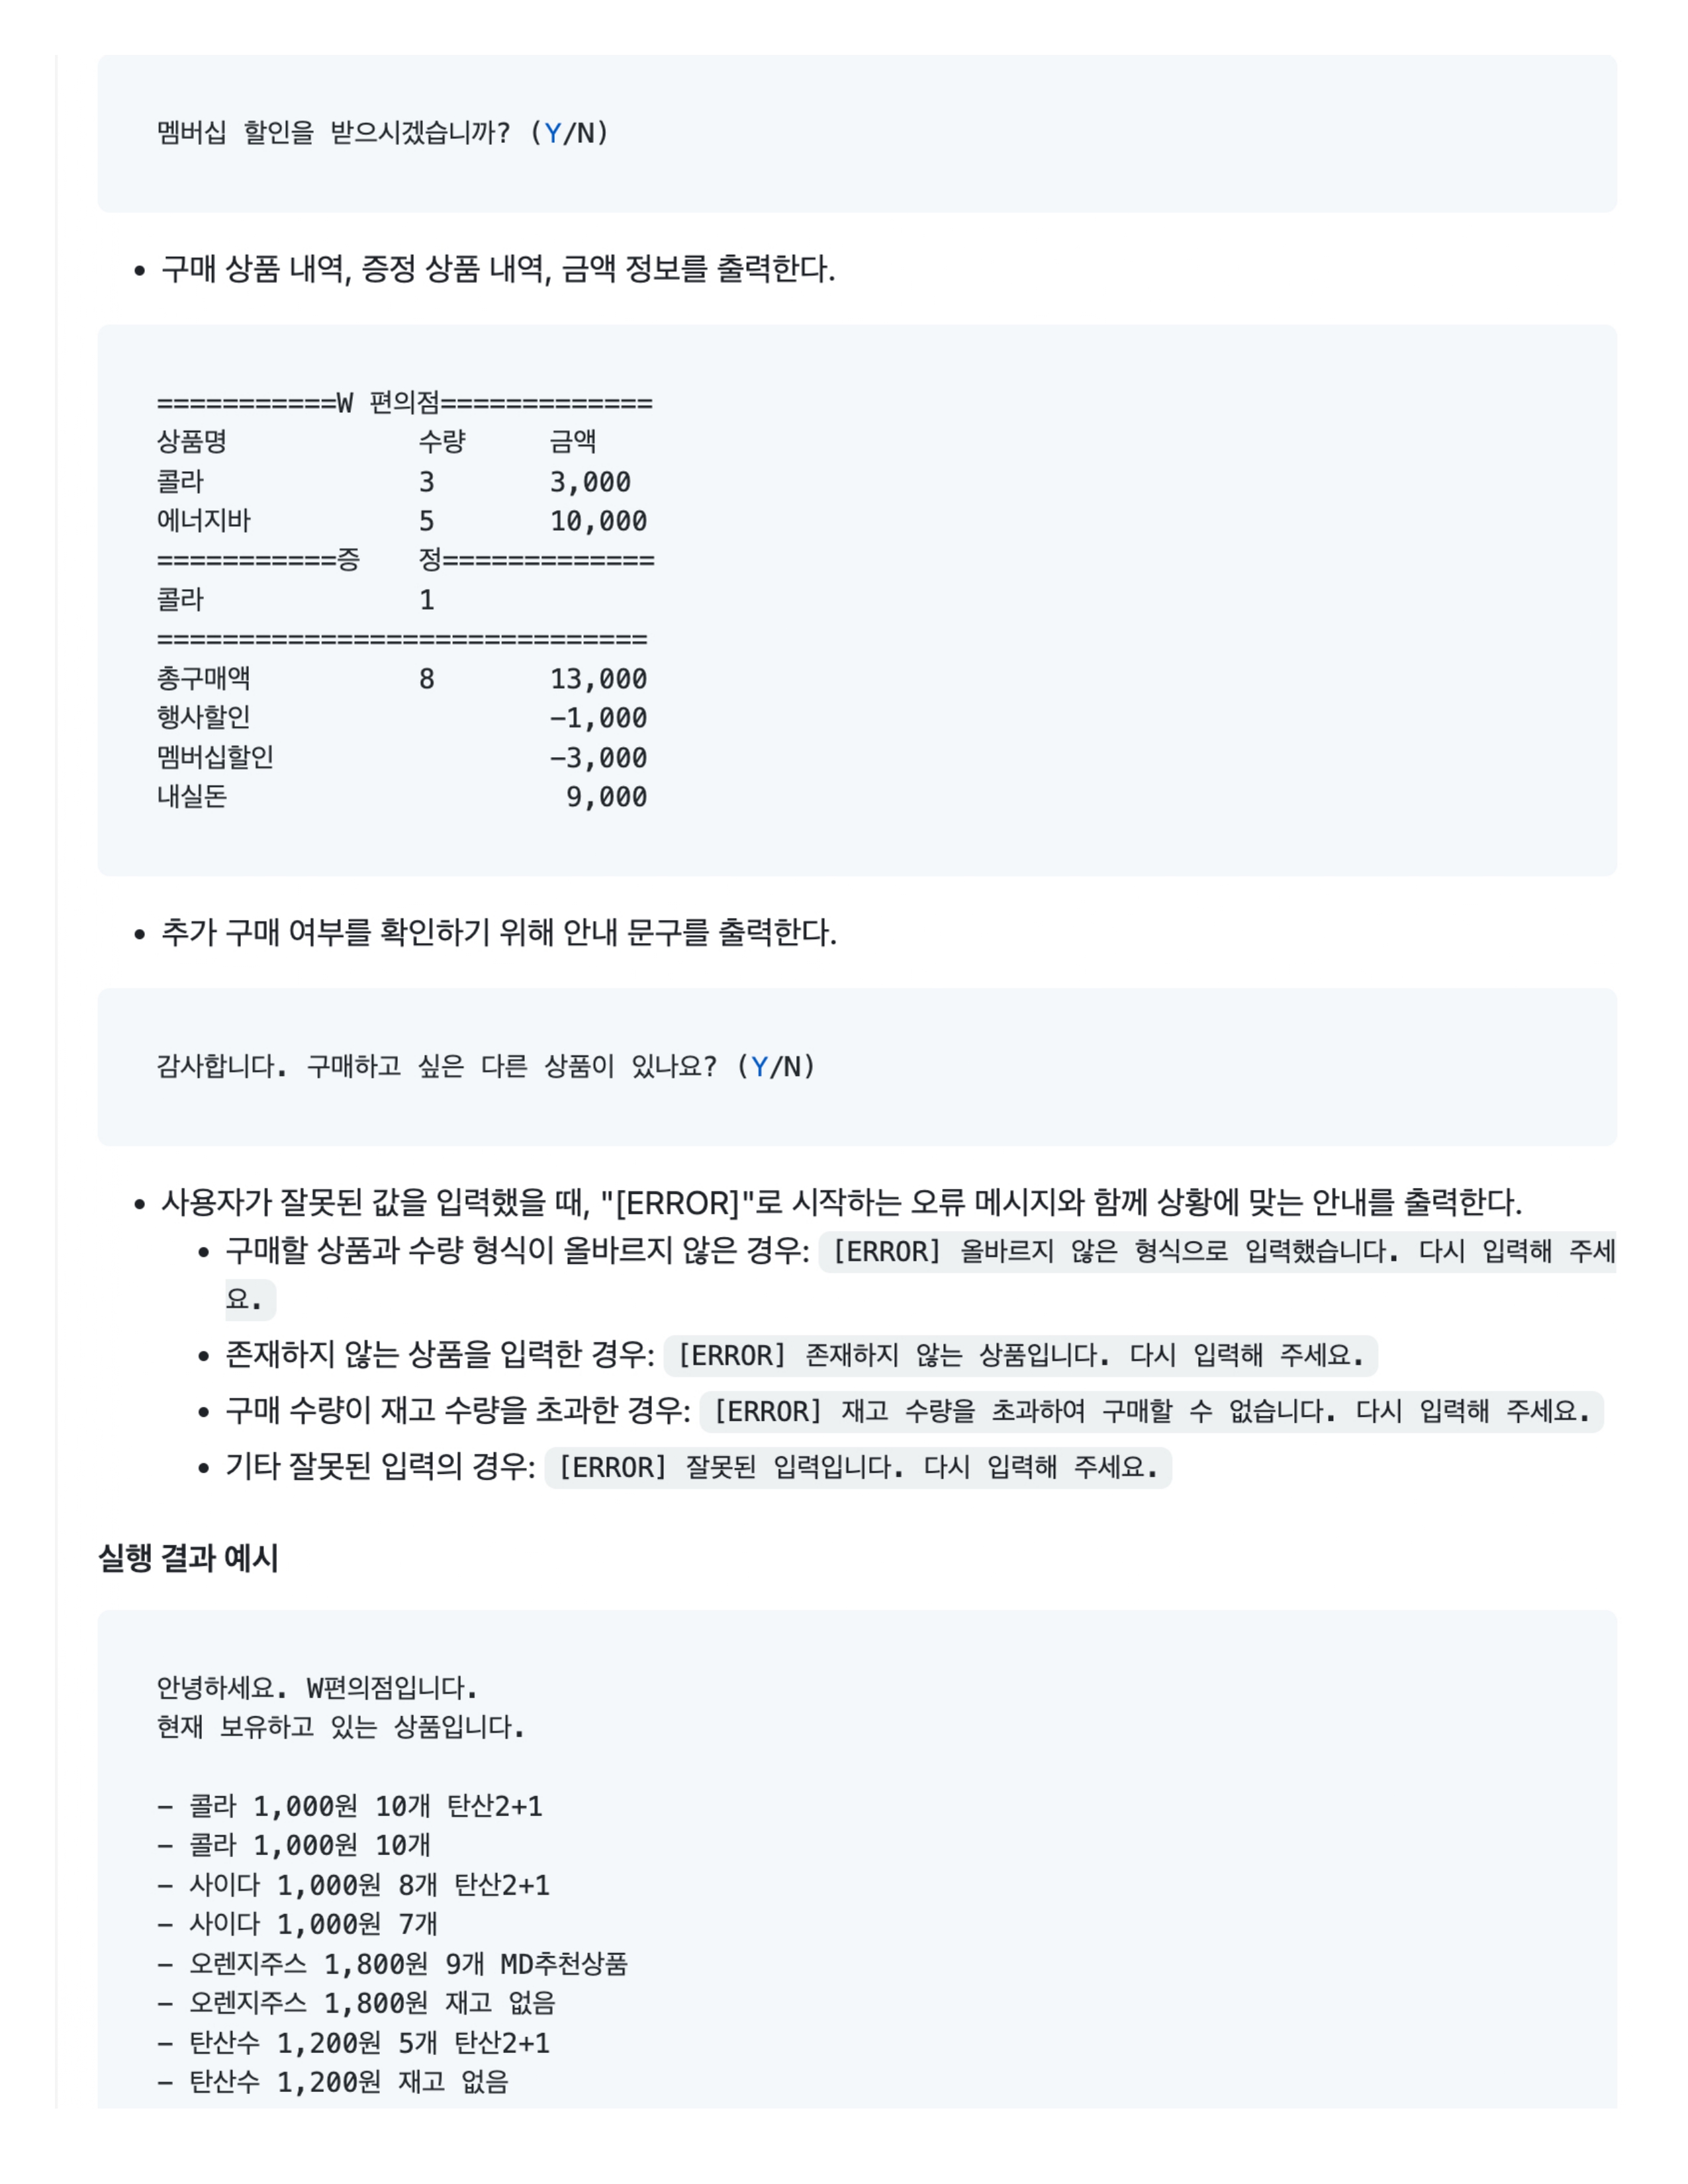 멤버십 할인을 받으시겠습니까? (Y/N)
• 구매 상품 내역, 증정 상품 내역, 금액 정보를 출력한다.
===========W 편의점=============
상품명 수량 금액
콜라 3 3,000
에너지바 5 10,000
===========증 정=============
콜라 1
==============================
총구매액 8 13,000
행사할인 -1,000
멤버십할인 -3,000
내실돈 9,000
• 추가 구매 여부를 확인하기 위해 안내 문구를 출력한다.
감사합니다. 구매하고 싶은 다른 상품이 있나요? (Y/N)
• 사용자가 잘못된 값을 입력했을 때, "[ERROR]"로 시작하는 오류 메시지와 함께 상황에 맞는 안내를 출력한다.
• 구매할 상품과 수량 형식이 올바르지 않은 경우: [ERROR] 올바르지 않은 형식으로 입력했습니다. 다시 입력해 주세
요.
• 존재하지 않는 상품을 입력한 경우: [ERROR] 존재하지 않는 상품입니다. 다시 입력해 주세요.
• 구매 수량이 재고 수량을 초과한 경우: [ERROR] 재고 수량을 초과하여 구매할 수 없습니다. 다시 입력해 주세요.
• 기타 잘못된 입력의 경우: [ERROR] 잘못된 입력입니다. 다시 입력해 주세요.
실행 결과 예시
안녕하세요. W편의점입니다.
현재 보유하고 있는 상품입니다.
- 콜라 1,000원 10개 탄산2+1
- 콜라 1,000원 10개
- 사이다 1,000원 8개 탄산2+1
- 사이다 1,000원 7개
- 오렌지주스 1,800원 9개 MD추천상품
- 오렌지주스 1,800원 재고 없음
- 탄산수 1,200원 5개 탄산2+1
- 탄산수 1,200원 재고 없음